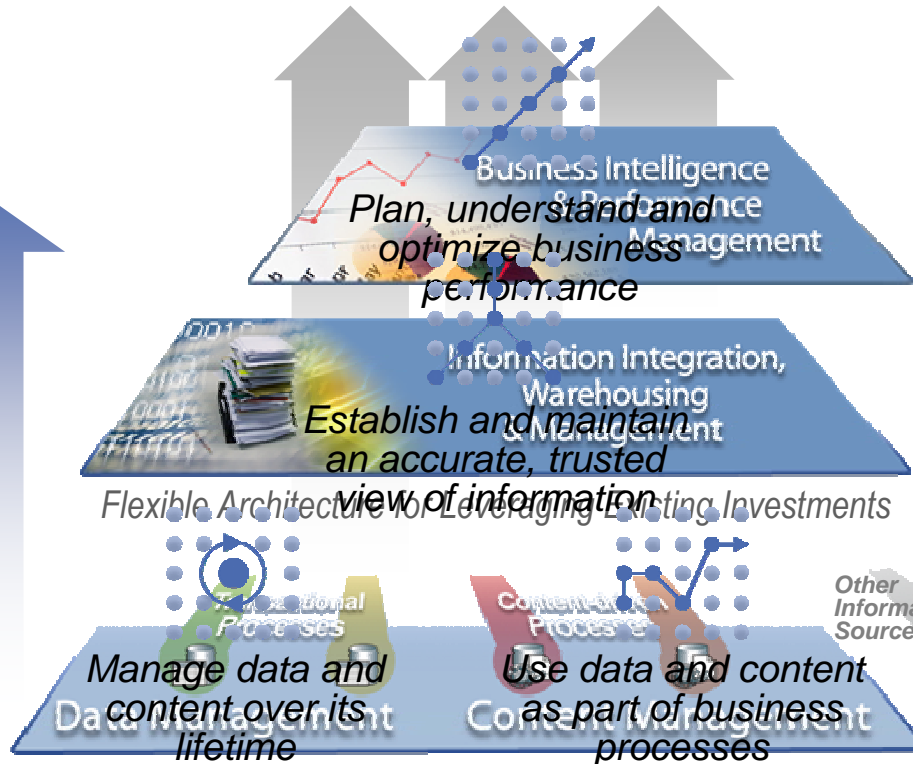 Business Intelligence
& Performance
Management
Plan, understand and
optimize business
performance
Information Integration,
Warehousing
& Management
Establish and maintain
an accurate, trusted
view of information
Flexible Architecture for Leveraging Existing Investments
Transactional
Processes
Processes
Other
Data Management
Manage data and
content over its
lifetime
Content Management
Use data and content
as part of business
processes